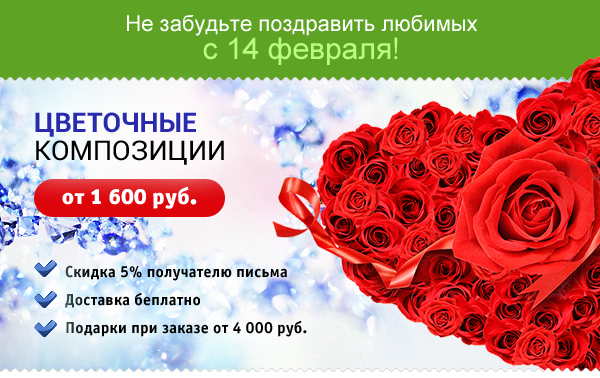 Не забудьте поздравить любимых
с 14 февраля!
ЦВЕТОЧНЫЕ
КОМПОЗИЦИИ
от 1 600 руб.
Скидка 5% получателю письма
Доставка беплатно
Подарки при заказе от 4 000 руб.